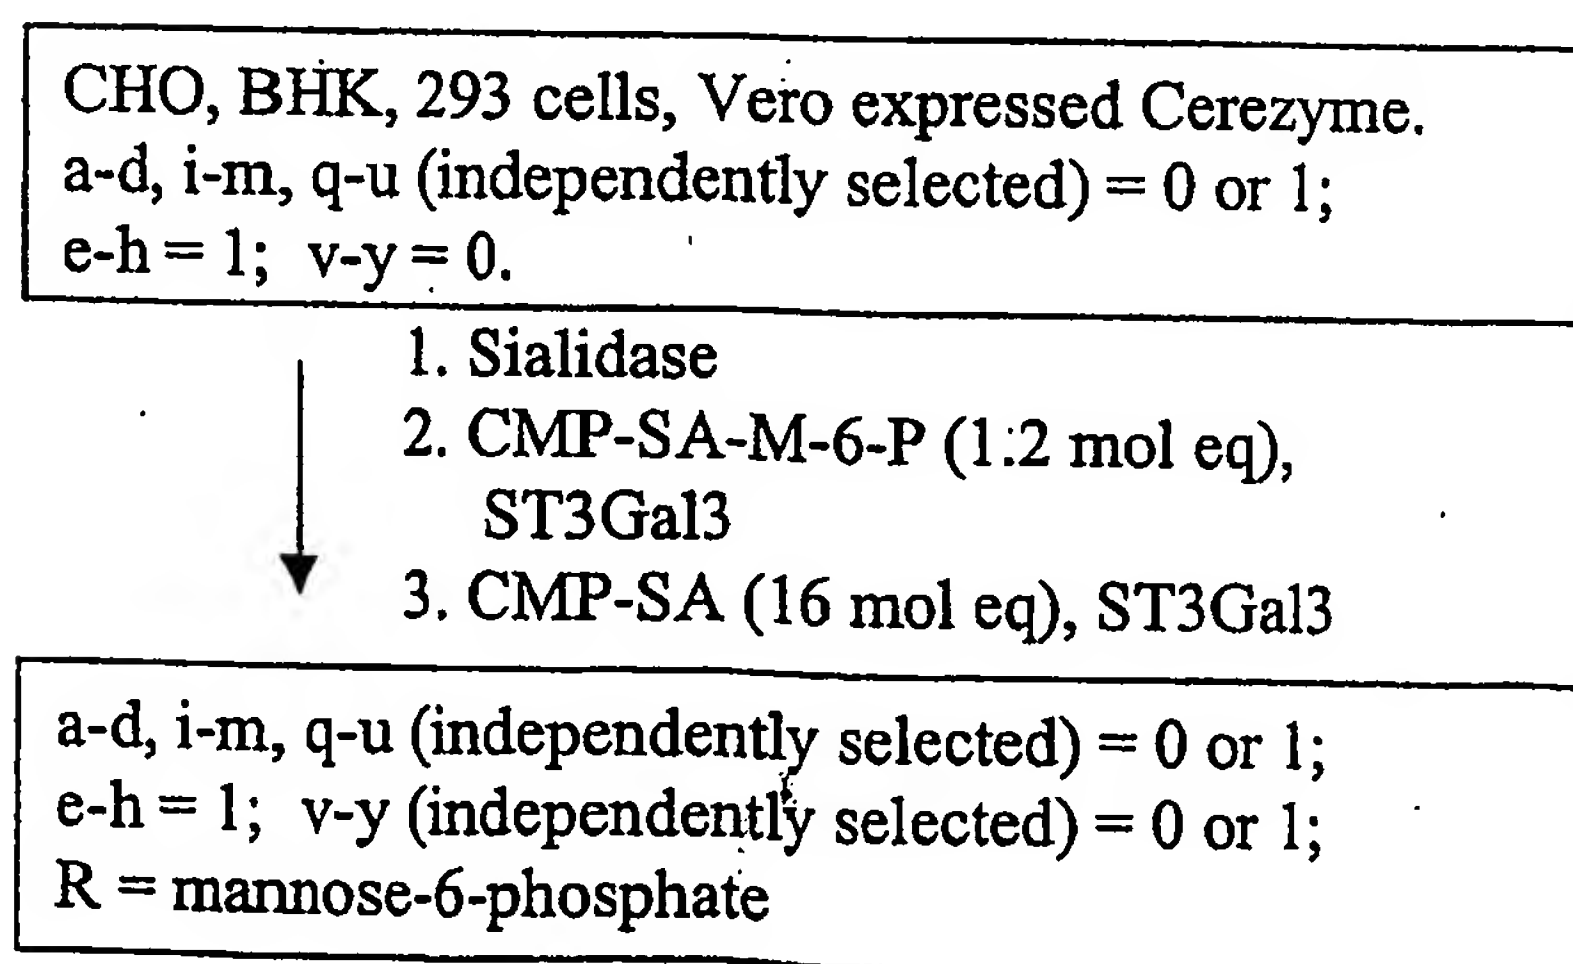 CHO, BHK, 293 cells, Vero expressed Cerezyme.
a-d, i-m, q-u (independently selected) = 0 or 1;
e-h = 1; v-y = 0.
1. Sialidase
2. CMP-SA-M-6-P (1:2 mol eq),
ST3Gal3
3. CMP-SA (16 mol eq), ST3Gal3
a-d, i-m, q-u (independently selected) = 0 or 1;
e-h = 1; v-y (independently selected) = 0 or 1;
R = mannose-6-phosphate